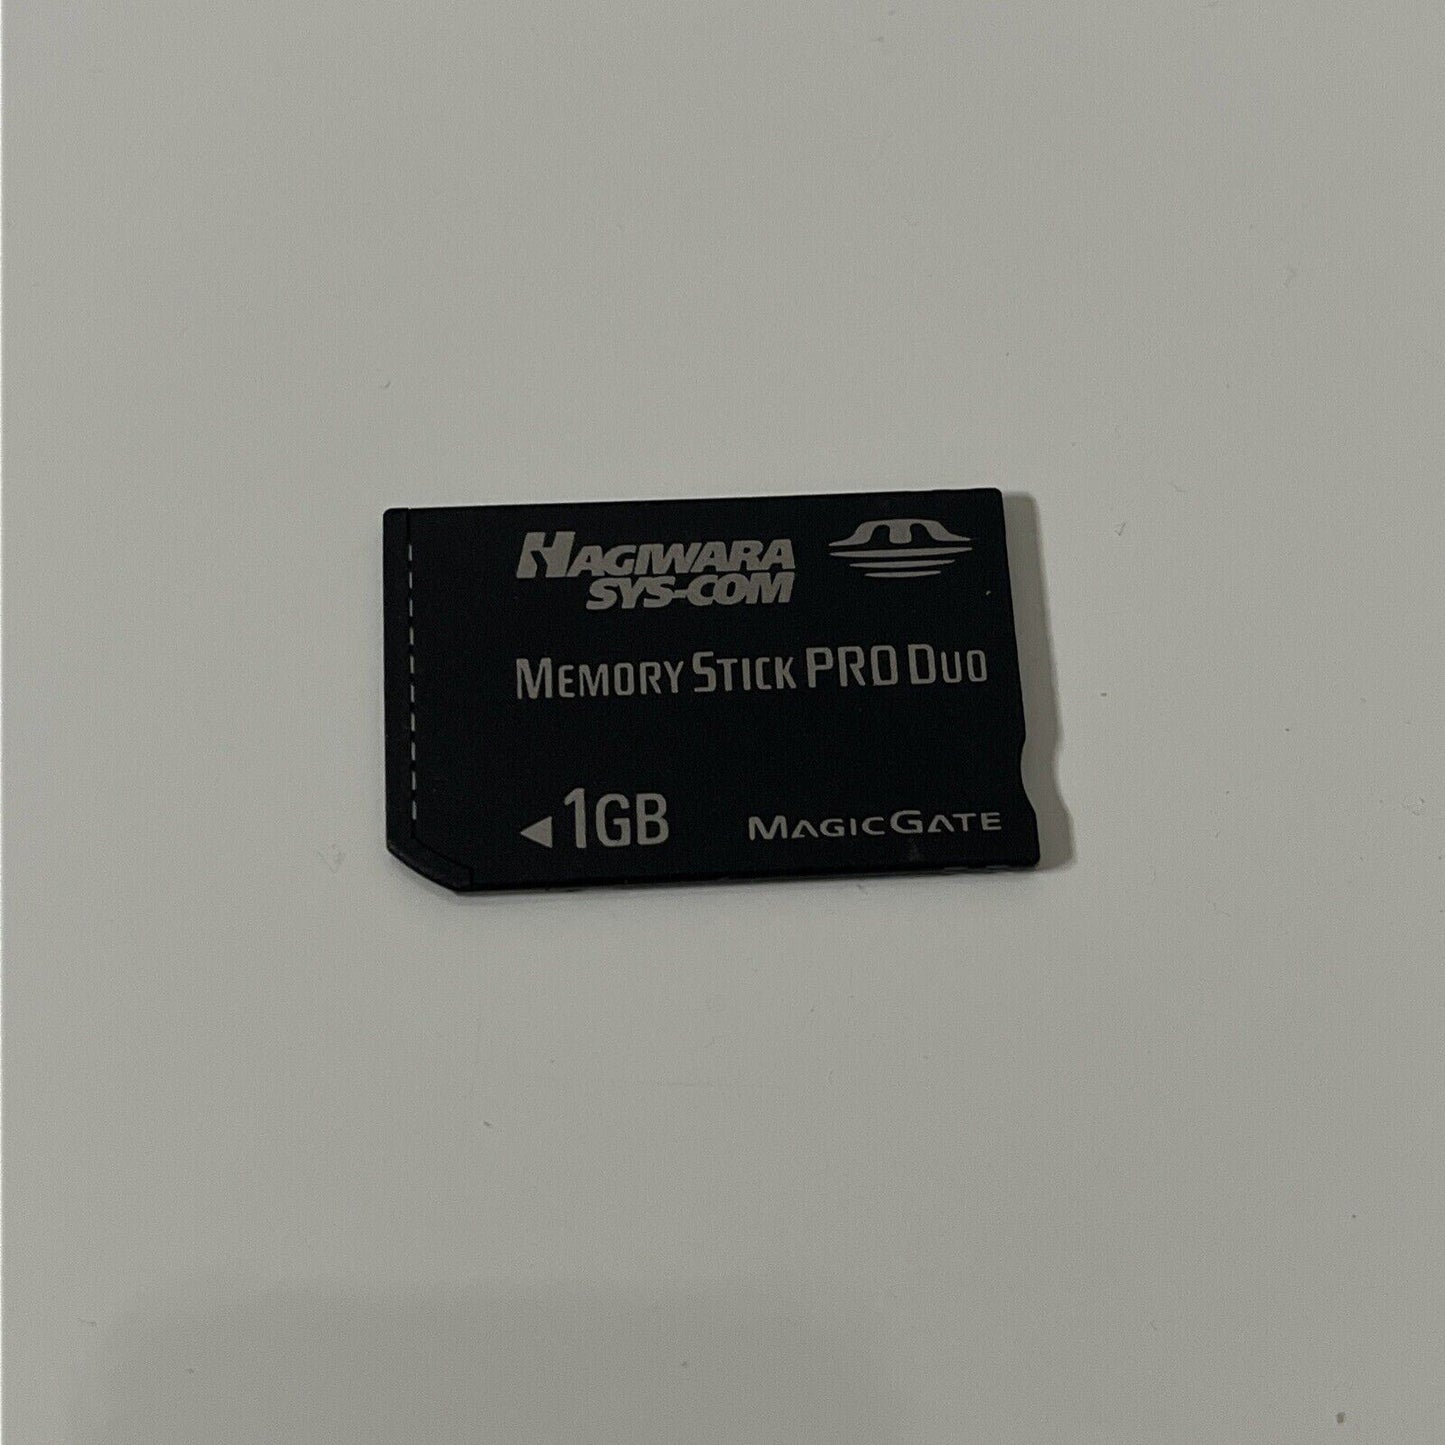 HAGIWARA
SYS-COM
MEMORY STICK PRO DUO
◀1GB MAGICGATE